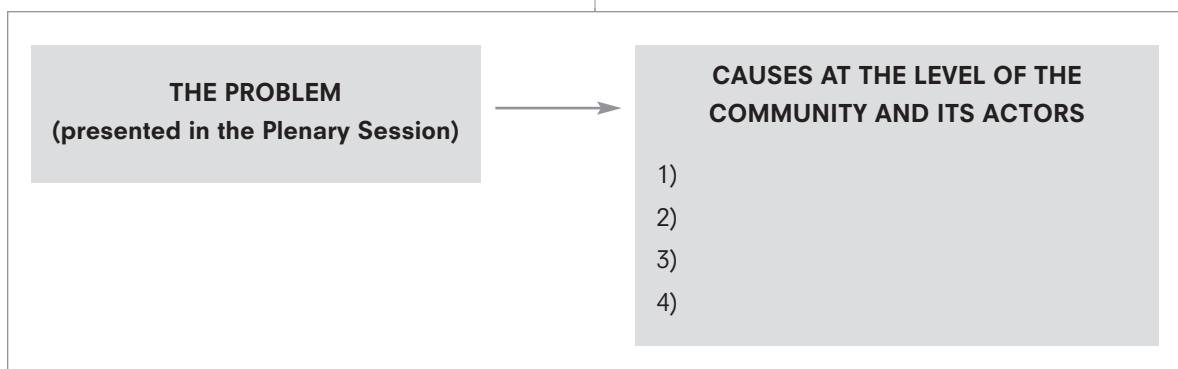 THE PROBLEM
(presented in the Plenary Session)
CAUSES AT THE LEVEL OF THE
COMMUNITY AND ITS ACTORS
1)
2)
3)
4)